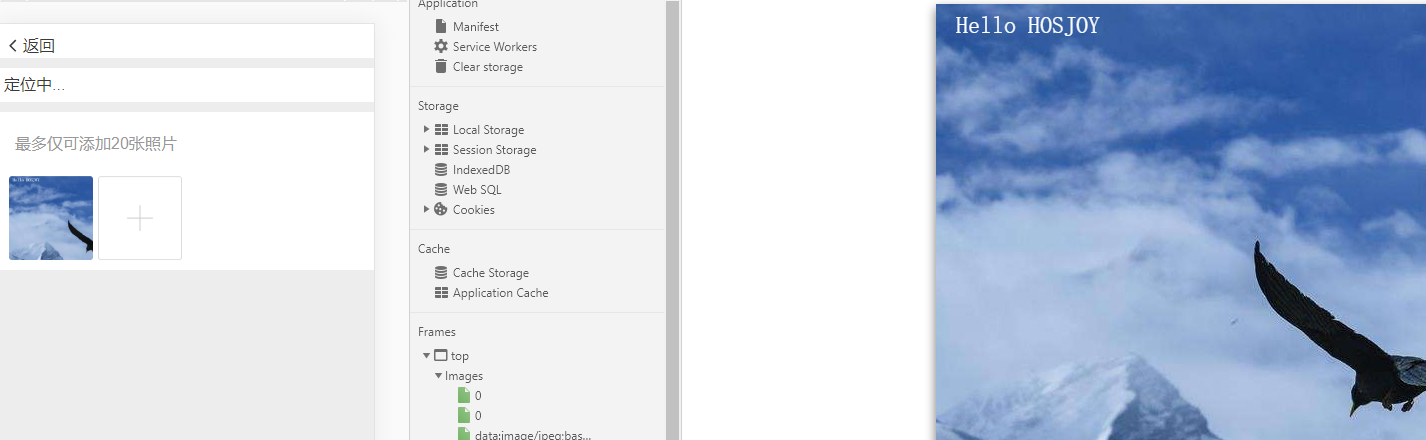 返回
定位中...
最多仅可添加20张照片
Hello HOSJOY
Application
Manifest
Service Workers
Clear storage
Storage
Local Storage
Session Storage
IndexedDB
Web SQL
Cookies
Cache
Cache Storage
Application Cache
Frames
top
Images
0
0
data:image/jpeg;bas...
Hello HOSJOY